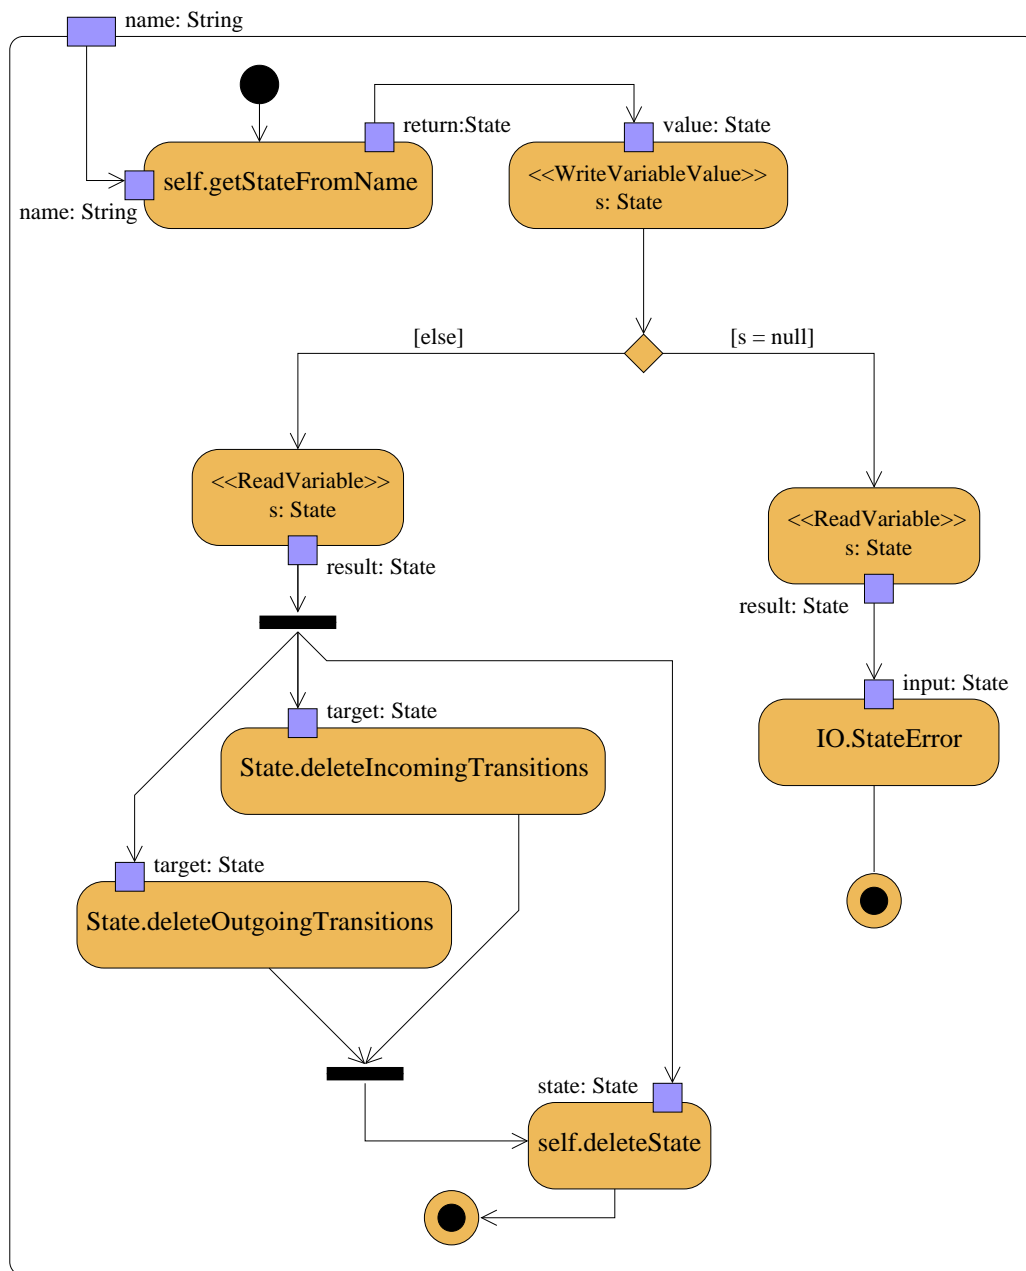 name: String
return:State
value: State
self.getStateFromName
<<WriteVariableValue>>
s: State
name: String
[else]
[s = null]
<<ReadVariable>>
s: State
result: State
<<ReadVariable>>
s: State
result: State
input: State
IO.StateError
target: State
State.deleteIncomingTransitions
target: State
State.deleteOutgoingTransitions
state: State
self.deleteState